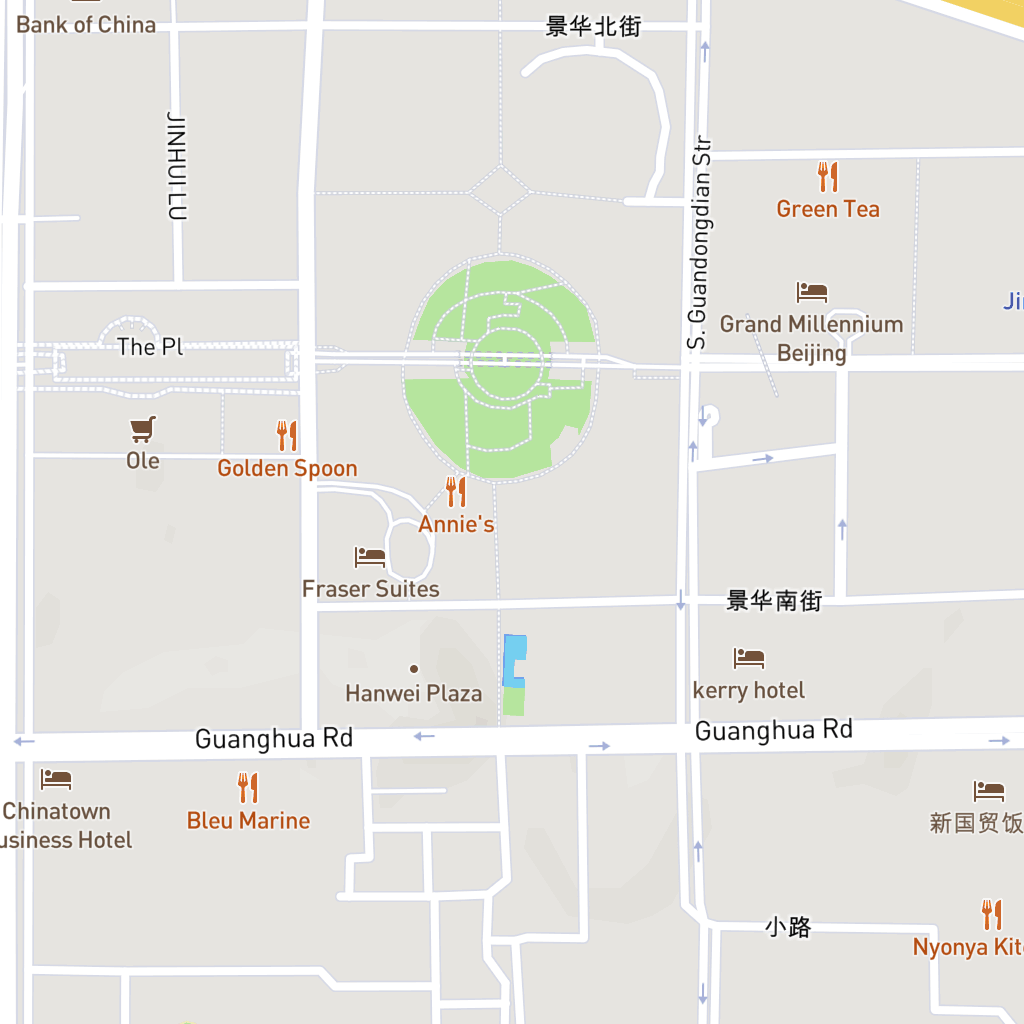 Bank of China
景华北街
JINHUI LU
S. Guandongdian Str
Green Tea
Grand Millennium
Beijing
The Pl
Ole
Golden Spoon
Annie's
Fraser Suites
景华南街
Hanwei Plaza
kerry hotel
Guanghua Rd
Guanghua Rd
Chinatown
usiness Hotel
Bleu Marine
新国贸饭
小路
Nyonya Kit